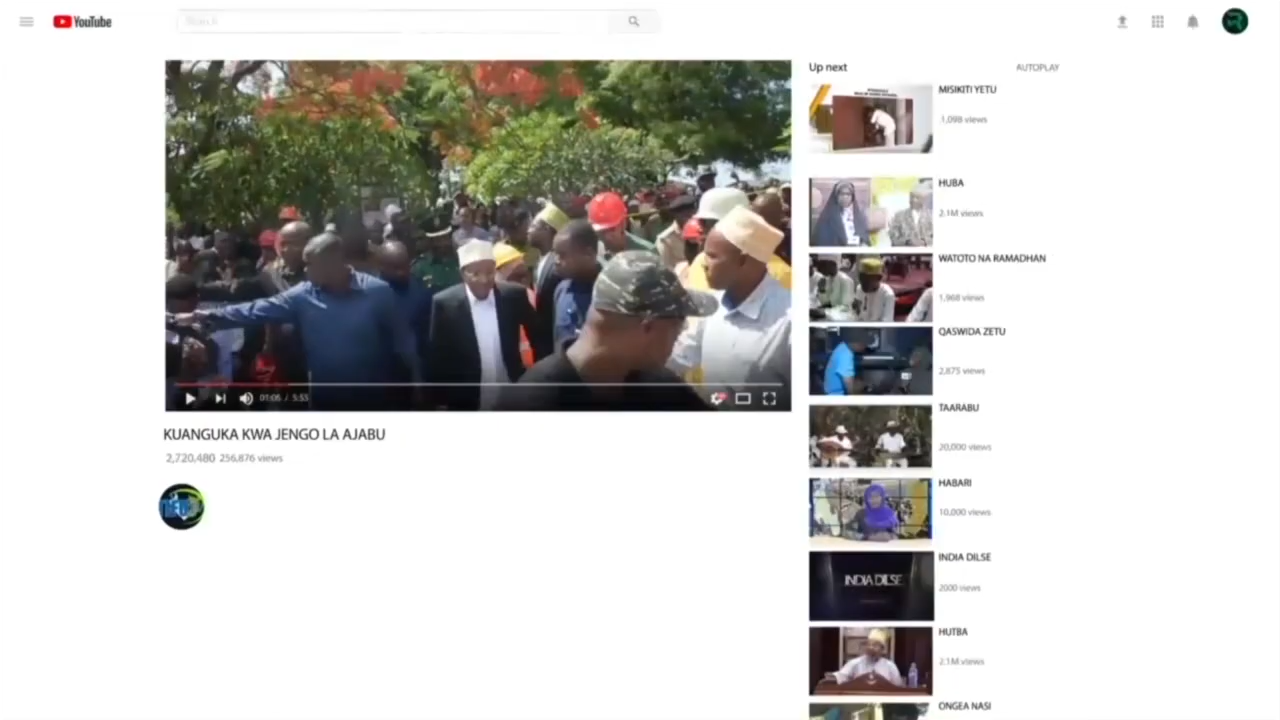 YouTube
Search
01:06 / 5:55
KUANGUKA KWA JENGO LA AJABU
2,720,480 256,876 views
Up next
AUTOPLAY
MISIKITI YETU
1,098 views
HUBA
2.1M views
WATOTO NA RAMADHAN
1,968 views
QASWIDA ZETU
2,875 views
TAARABU
20,000 views
HABARI
10,000 views
INDIA DILSE
INDIA DILSE
2000 views
HUTBA
2.1M views
ONGEA NASI